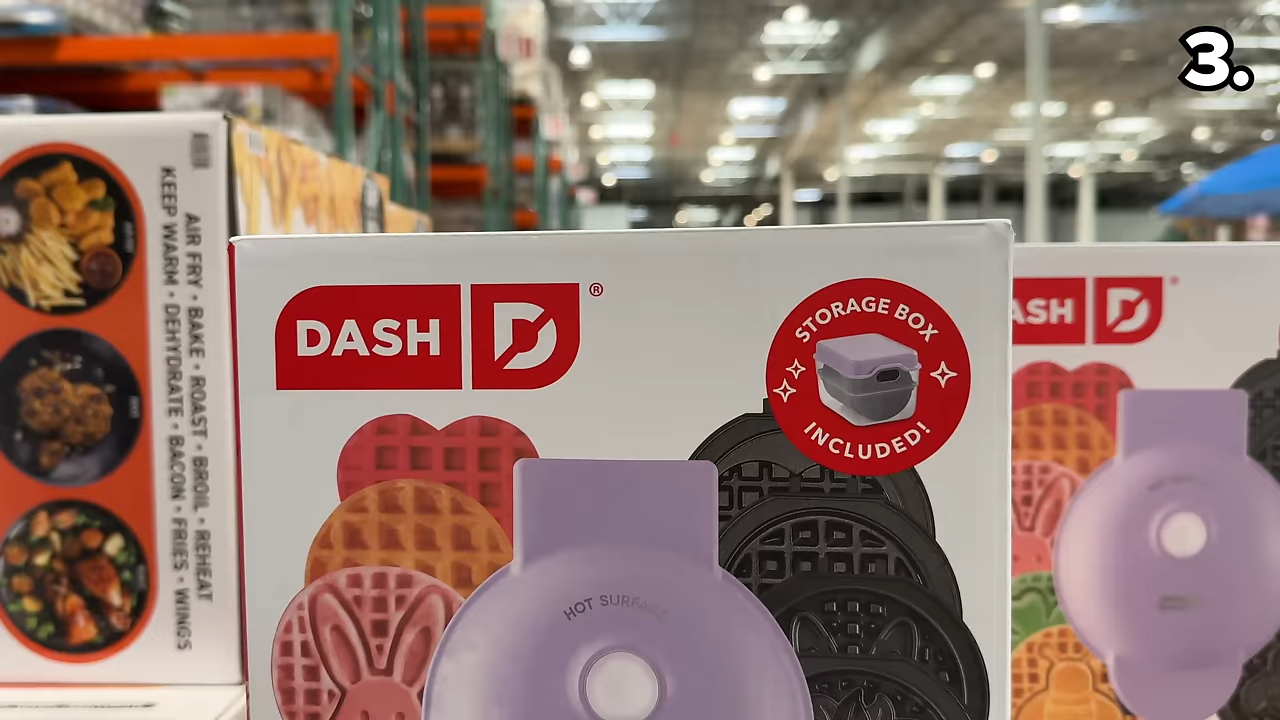 3.
AIR FRY • BAKE • ROAST • BROIL • REHEAT
KEEP WARM • DEHYDRATE • BACON • FRIES • WINGS
DASH D®
STORAGE BOX
INCLUDED!
HOT SURFACE
ASH D